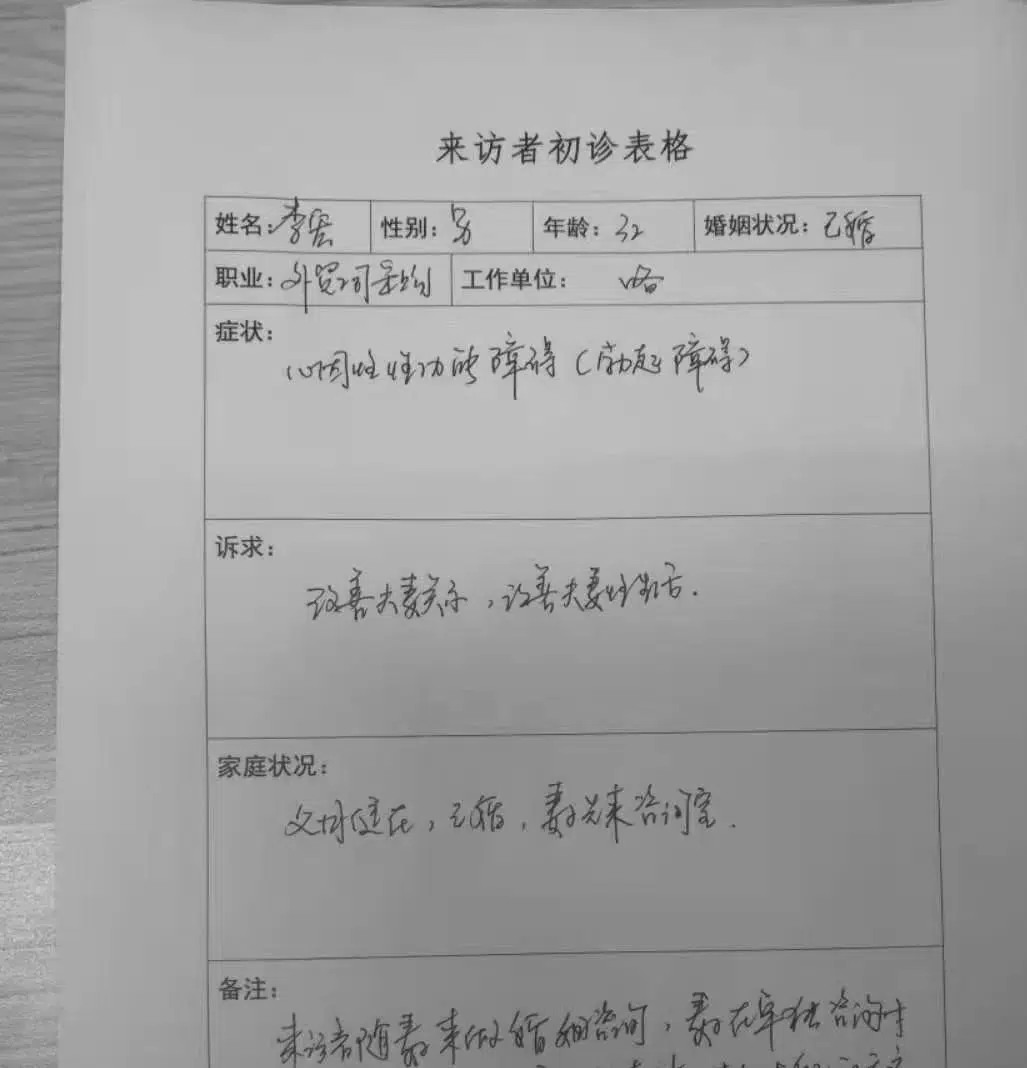 来访者初诊表格
姓名：李宏 性别：男 年龄：32 婚姻状况：已婚
职业：外贸公司 工作单位：略
症状：
心因性性功能障碍（勃起障碍）
诉求：
改善夫妻关系，改善夫妻性生活．
家庭状况：
父母健在，已婚，妻子先来咨询室．
备注：
来访者随妻子来做婚姻咨询，妻子在单独咨询时